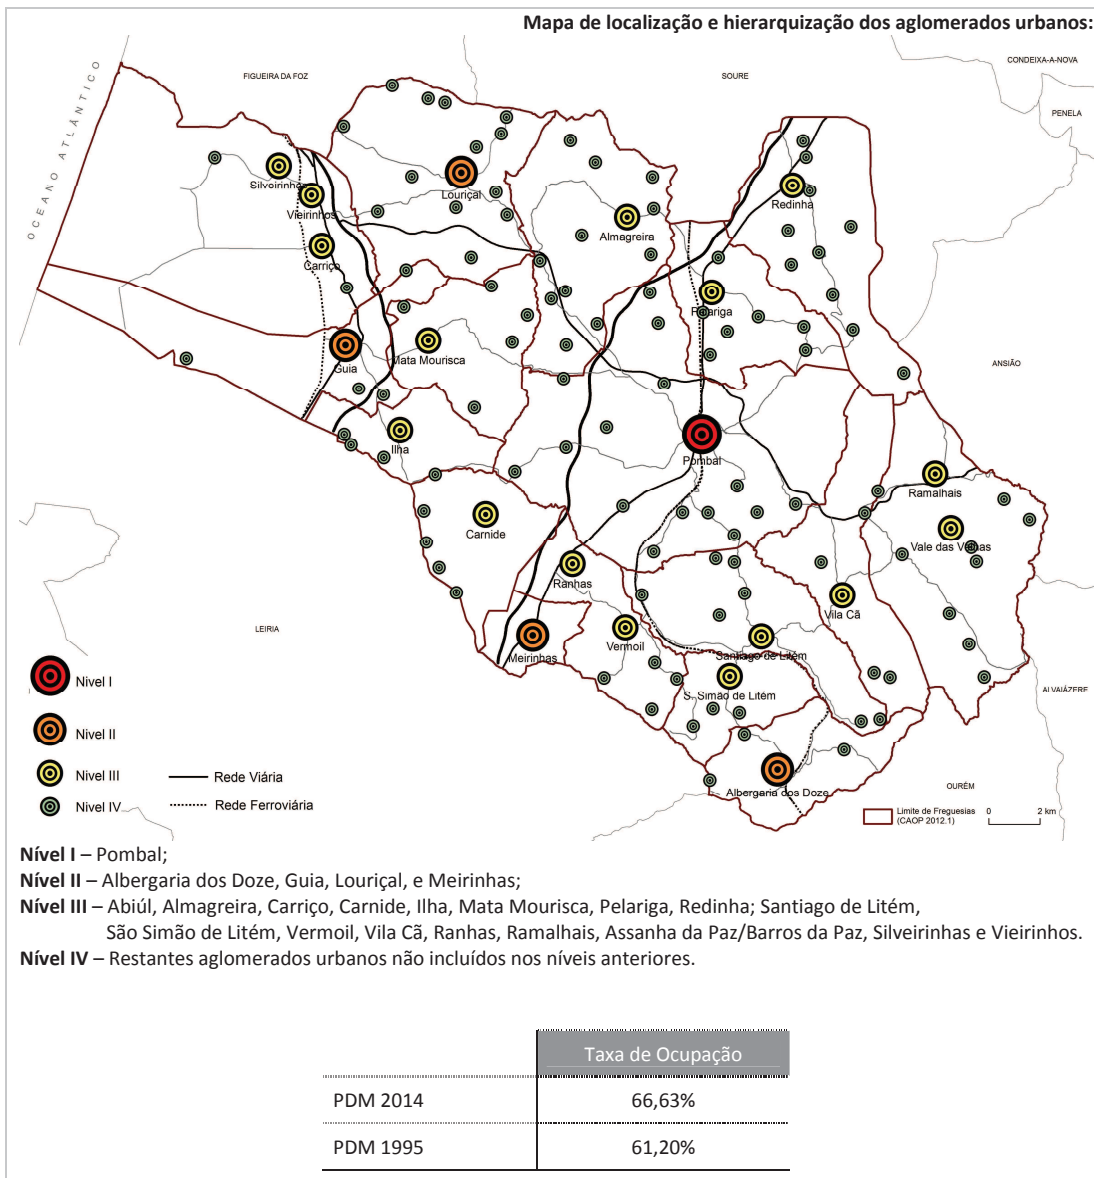 Mapa de localização e hierarquização dos aglomerados urbanos:
CONDEIXA-A-NOVA
FIGUEIRA DA FOZ
SOURE
PENELA
OCEANO ATLÂNTICO
Silveirinhas
Louriçal
Redinha
Vieirinhos
Almagreira
Carriço
Pelariga
Guia
Mata Mourisca
ANSIÃO
Ilha
Pombal
Ramalhais
Carnide
Vale das Velhas
Ranhas
Vila Cã
LEIRIA
Meirinhas
Vermoil
Santiago de Litém
S. Simão de Litém
ALVAIÁZERE
Albergaria dos Doze
OURÉM
Nivel I
Nivel II
Nivel III
Nivel IV
Rede Viária
Rede Ferroviária
Limite de Freguesias
(CAOP 2012.1)
0 2 km
Nível I – Pombal;
Nível II – Albergaria dos Doze, Guia, Louriçal, e Meirinhas;
Nível III – Abiúl, Almagreira, Carriço, Carnide, Ilha, Mata Mourisca, Pelariga, Redinha; Santiago de Litém,
São Simão de Litém, Vermoil, Vila Cã, Ranhas, Ramalhais, Assanha da Paz/Barros da Paz, Silveirinhas e Vieirinhos.
Nível IV – Restantes aglomerados urbanos não incluídos nos níveis anteriores.
Taxa de Ocupação
PDM 2014 66,63%
PDM 1995 61,20%